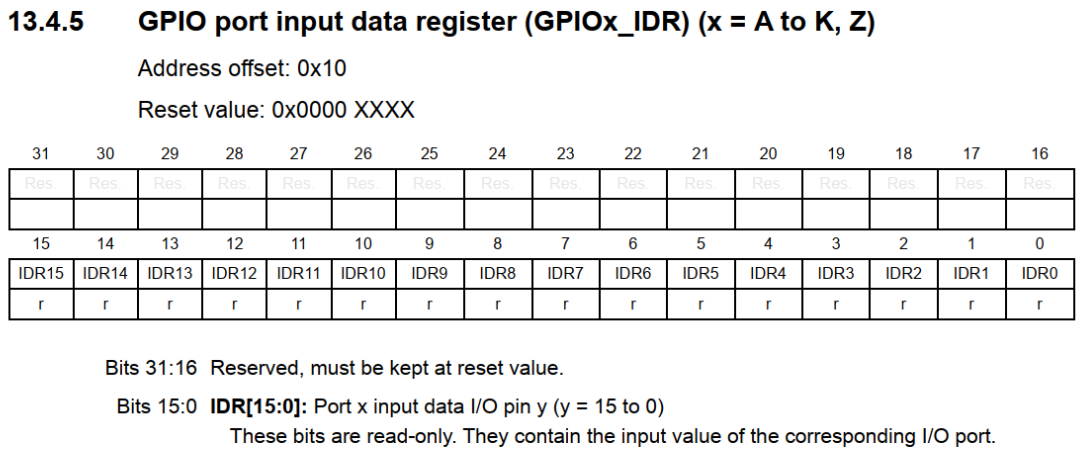 13.4.5 GPIO port input data register (GPIOx_IDR) (x = A to K, Z)
Address offset: 0x10
Reset value: 0x0000 XXXX
31 30 29 28 27 26 25 24 23 22 21 20 19 18 17 16
Res. Res. Res. Res. Res. Res. Res. Res. Res. Res. Res. Res. Res. Res. Res. Res.
15 14 13 12 11 10 9 8 7 6 5 4 3 2 1 0
IDR15 IDR14 IDR13 IDR12 IDR11 IDR10 IDR9 IDR8 IDR7 IDR6 IDR5 IDR4 IDR3 IDR2 IDR1 IDR0
r r r r r r r r r r r r r r r r
Bits 31:16 Reserved, must be kept at reset value.
Bits 15:0 IDR[15:0]: Port x input data I/O pin y (y = 15 to 0)
These bits are read-only. They contain the input value of the corresponding I/O port.